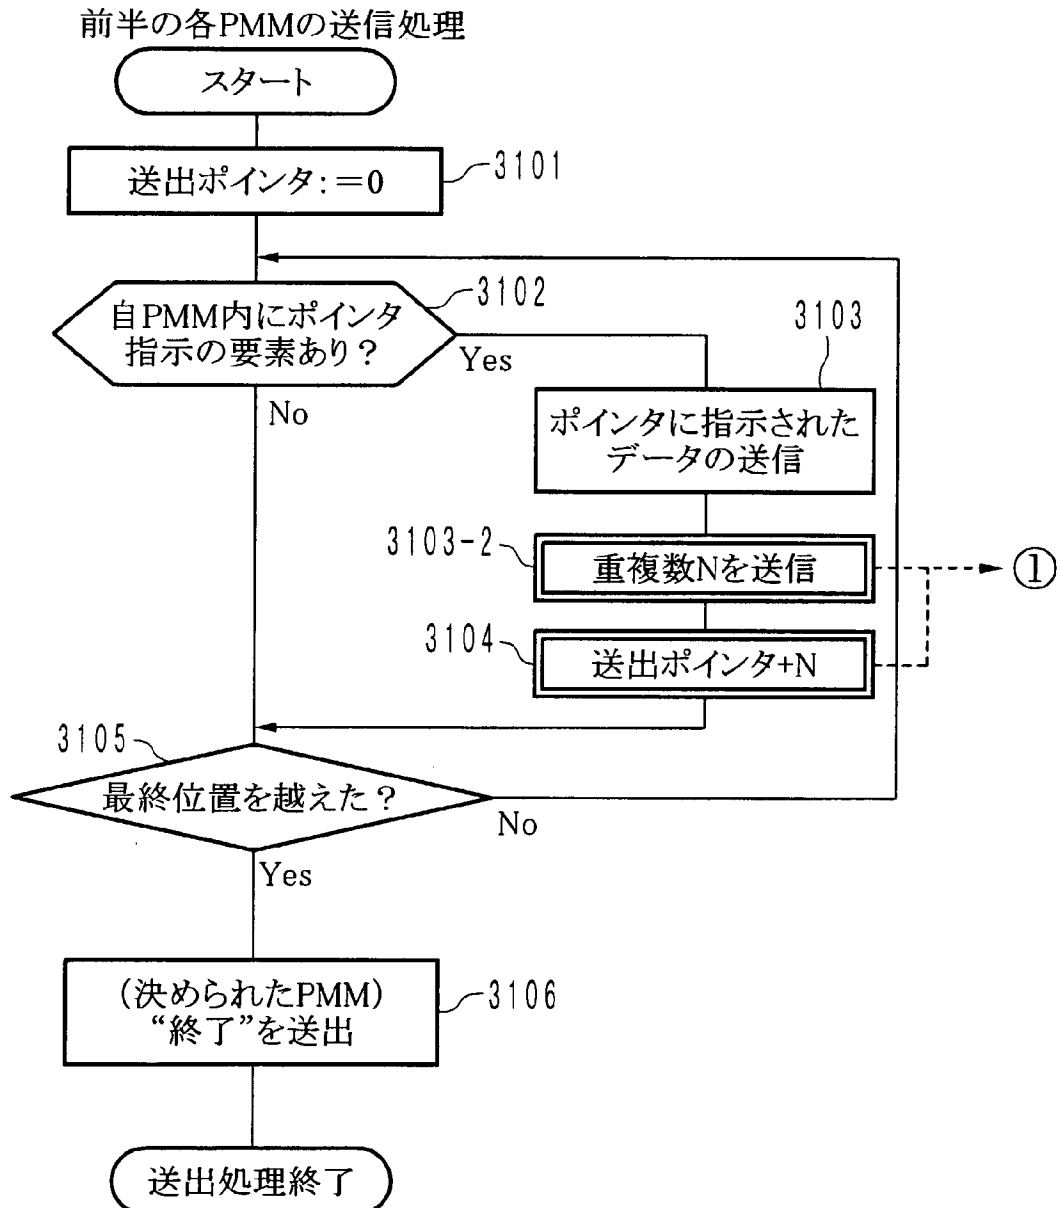 前半の各PMMの送信処理
スタート
送出ポインタ:=0
3101
自PMM内にポインタ
指示の要素あり?
3102
Yes
No
3103
ポインタに指示された
データの送信
3103-2
重複数Nを送信
①
3104
送出ポインタ+N
3105
最終位置を越えた?
No
Yes
(決められたPMM)
“終了”を送出
3106
送出処理終了